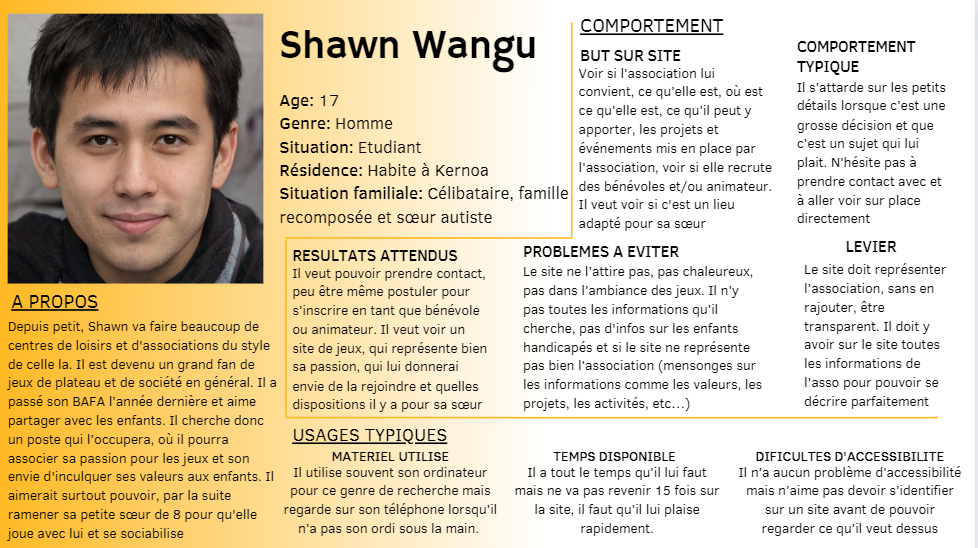 Shawn Wangu
Age: 17
Genre: Homme
Situation: Etudiant
Résidence: Habite à Kernoa
Situation familiale: Célibataire, famille
recomposée et sœur autiste
A PROPOS
Depuis petit, Shawn va faire beaucoup de
centres de loisirs et d'associations du style
de celle la. Il est devenu un grand fan de
jeux de plateau et de société en général. Il a
passé son BAFA l'année dernière et aime
partager avec les enfants. Il cherche donc
un poste qui l'occupera, où il pourra
associer sa passion pour les jeux et son
envie d'inculquer ses valeurs aux enfants. Il
aimerait surtout pouvoir, par la suite
ramener sa petite sœur de 8 pour qu'elle
joue avec lui et se sociabilise
COMPORTEMENT
BUT SUR SITE
Voir si l'association lui
convient, ce qu'elle est, où est
ce qu'elle est, ce qu'il peut y
apporter, les projets et
événements mis en place par
l'association, voir si elle recrute
des bénévoles et/ou animateur.
Il veut voir si c'est un lieu
adapté pour sa sœur
COMPORTEMENT
TYPIQUE
Il s'attarde sur les petits
détails lorsque c'est une
grosse décision et que
c'est un sujet qui lui
plait. N'hésite pas à
prendre contact avec et
à aller voir sur place
directement
RESULTATS ATTENDUS
Il veut pouvoir prendre contact,
peu être même postuler pour
s'inscrire en tant que bénévole
ou animateur. Il veut voir un
site de jeux, qui représente bien
sa passion, qui lui donnerai
envie de la rejoindre et quelles
dispositions il y a pour sa sœur
PROBLEMES A EVITER
Le site ne l'attire pas, pas chaleureux,
pas dans l'ambiance des jeux. Il n'y
pas toutes les informations qu'il
cherche, pas d'infos sur les enfants
handicapés et si le site ne représente
pas bien l'association (mensonges sur
les informations comme les valeurs, les
projets, les activités, etc...)
LEVIER
Le site doit représenter
l'association, sans en
rajouter, être
transparent. Il doit y
avoir sur le site toutes
les informations de
l'asso pour pouvoir se
décrire parfaitement
USAGES TYPIQUES
MATERIEL UTILISE
Il utilise souvent son ordinateur
pour ce genre de recherche mais
regarde sur son téléphone lorsqu'il
n'a pas son ordi sous la main.
TEMPS DISPONIBLE
Il a tout le temps qu'il lui faut
mais ne va pas revenir 15 fois sur
la site, il faut qu'il lui plaise
rapidement.
DIFICULTES D'ACCESSIBILITE
Il n'a aucun problème d'accessibilité
mais n'aime pas devoir s'identifier
sur un site avant de pouvoir
regarder ce qu'il veut dessus